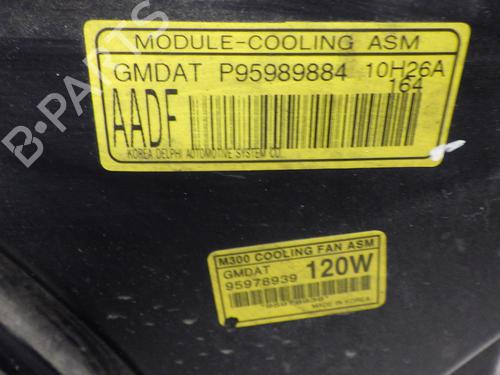 MODULE-COOLING ASM
GMDAT P95989884 10H26A
164
AADF
KOREA DELPHI AUTOMOTIVE SYSTEM CO.
M300 COOLING FAN ASM
GMDAT
95978939
120W
MADE IN KOREA
B-Parts